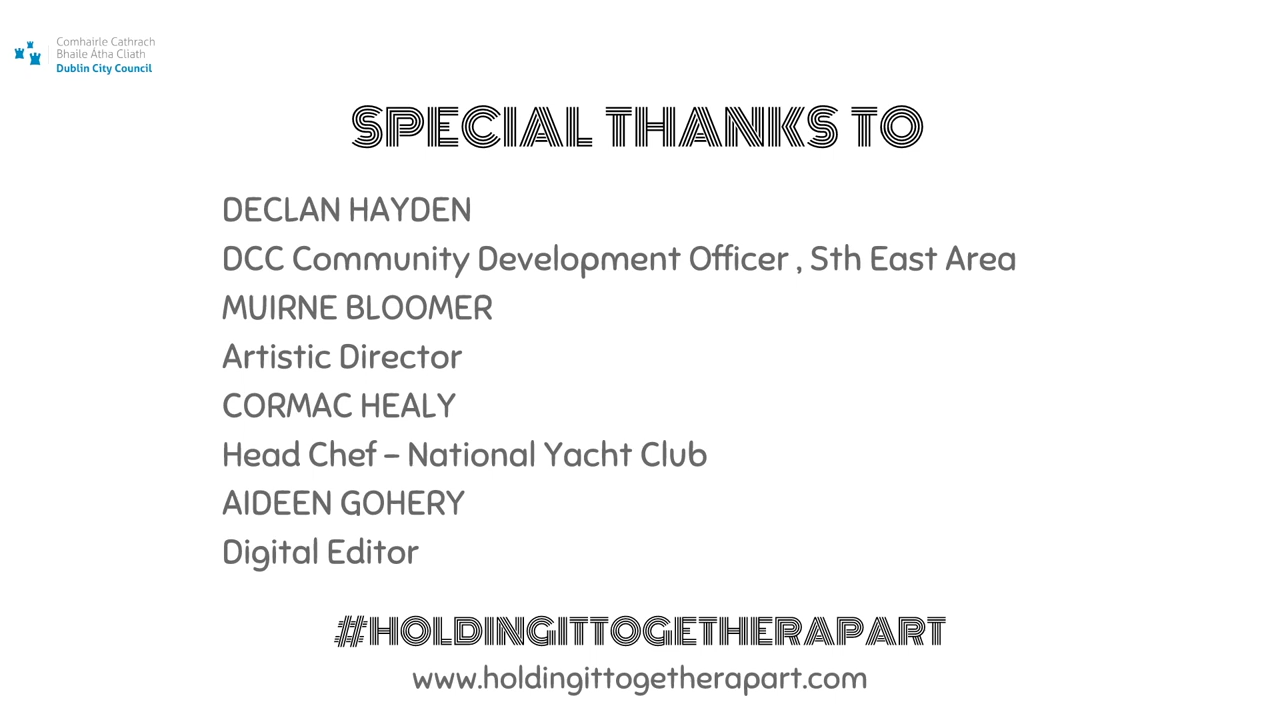 Comhairle Cathrach
Bhaile Átha Cliath
Dublin City Council
SPECIAL THANKS TO
DECLAN HAYDEN
DCC Community Development Officer , Sth East Area
MUIRNE BLOOMER
Artistic Director
CORMAC HEALY
Head Chef – National Yacht Club
AIDEEN GOHERY
Digital Editor
#HOLDINGITTOGETHERAPART
www.holdingittogetherapart.com